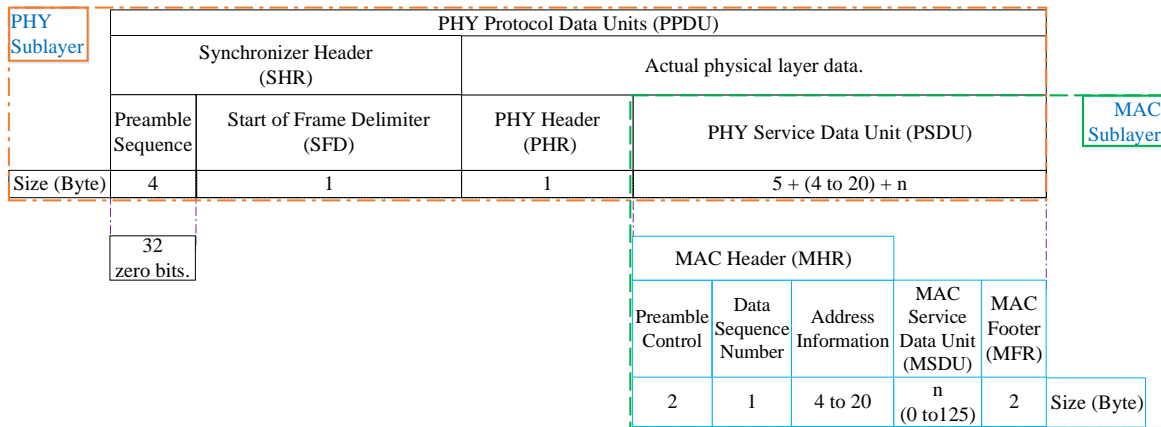 PHY
Sublayer
PHY Protocol Data Units (PPDU)
Synchronizer Header
(SHR)
Actual physical layer data.
MAC
Sublayer
Preamble
Sequence
Start of Frame Delimiter
(SFD)
PHY Header
(PHR)
PHY Service Data Unit (PSDU)
Size (Byte)
4
1
1
5 + (4 to 20) + n
32
zero bits.
MAC Header (MHR)
Preamble
Control
Data
Sequence
Number
Address
Information
MAC
Service
Data Unit
(MSDU)
MAC
Footer
(MFR)
2
1
4 to 20
n
(0 to125)
2
Size (Byte)